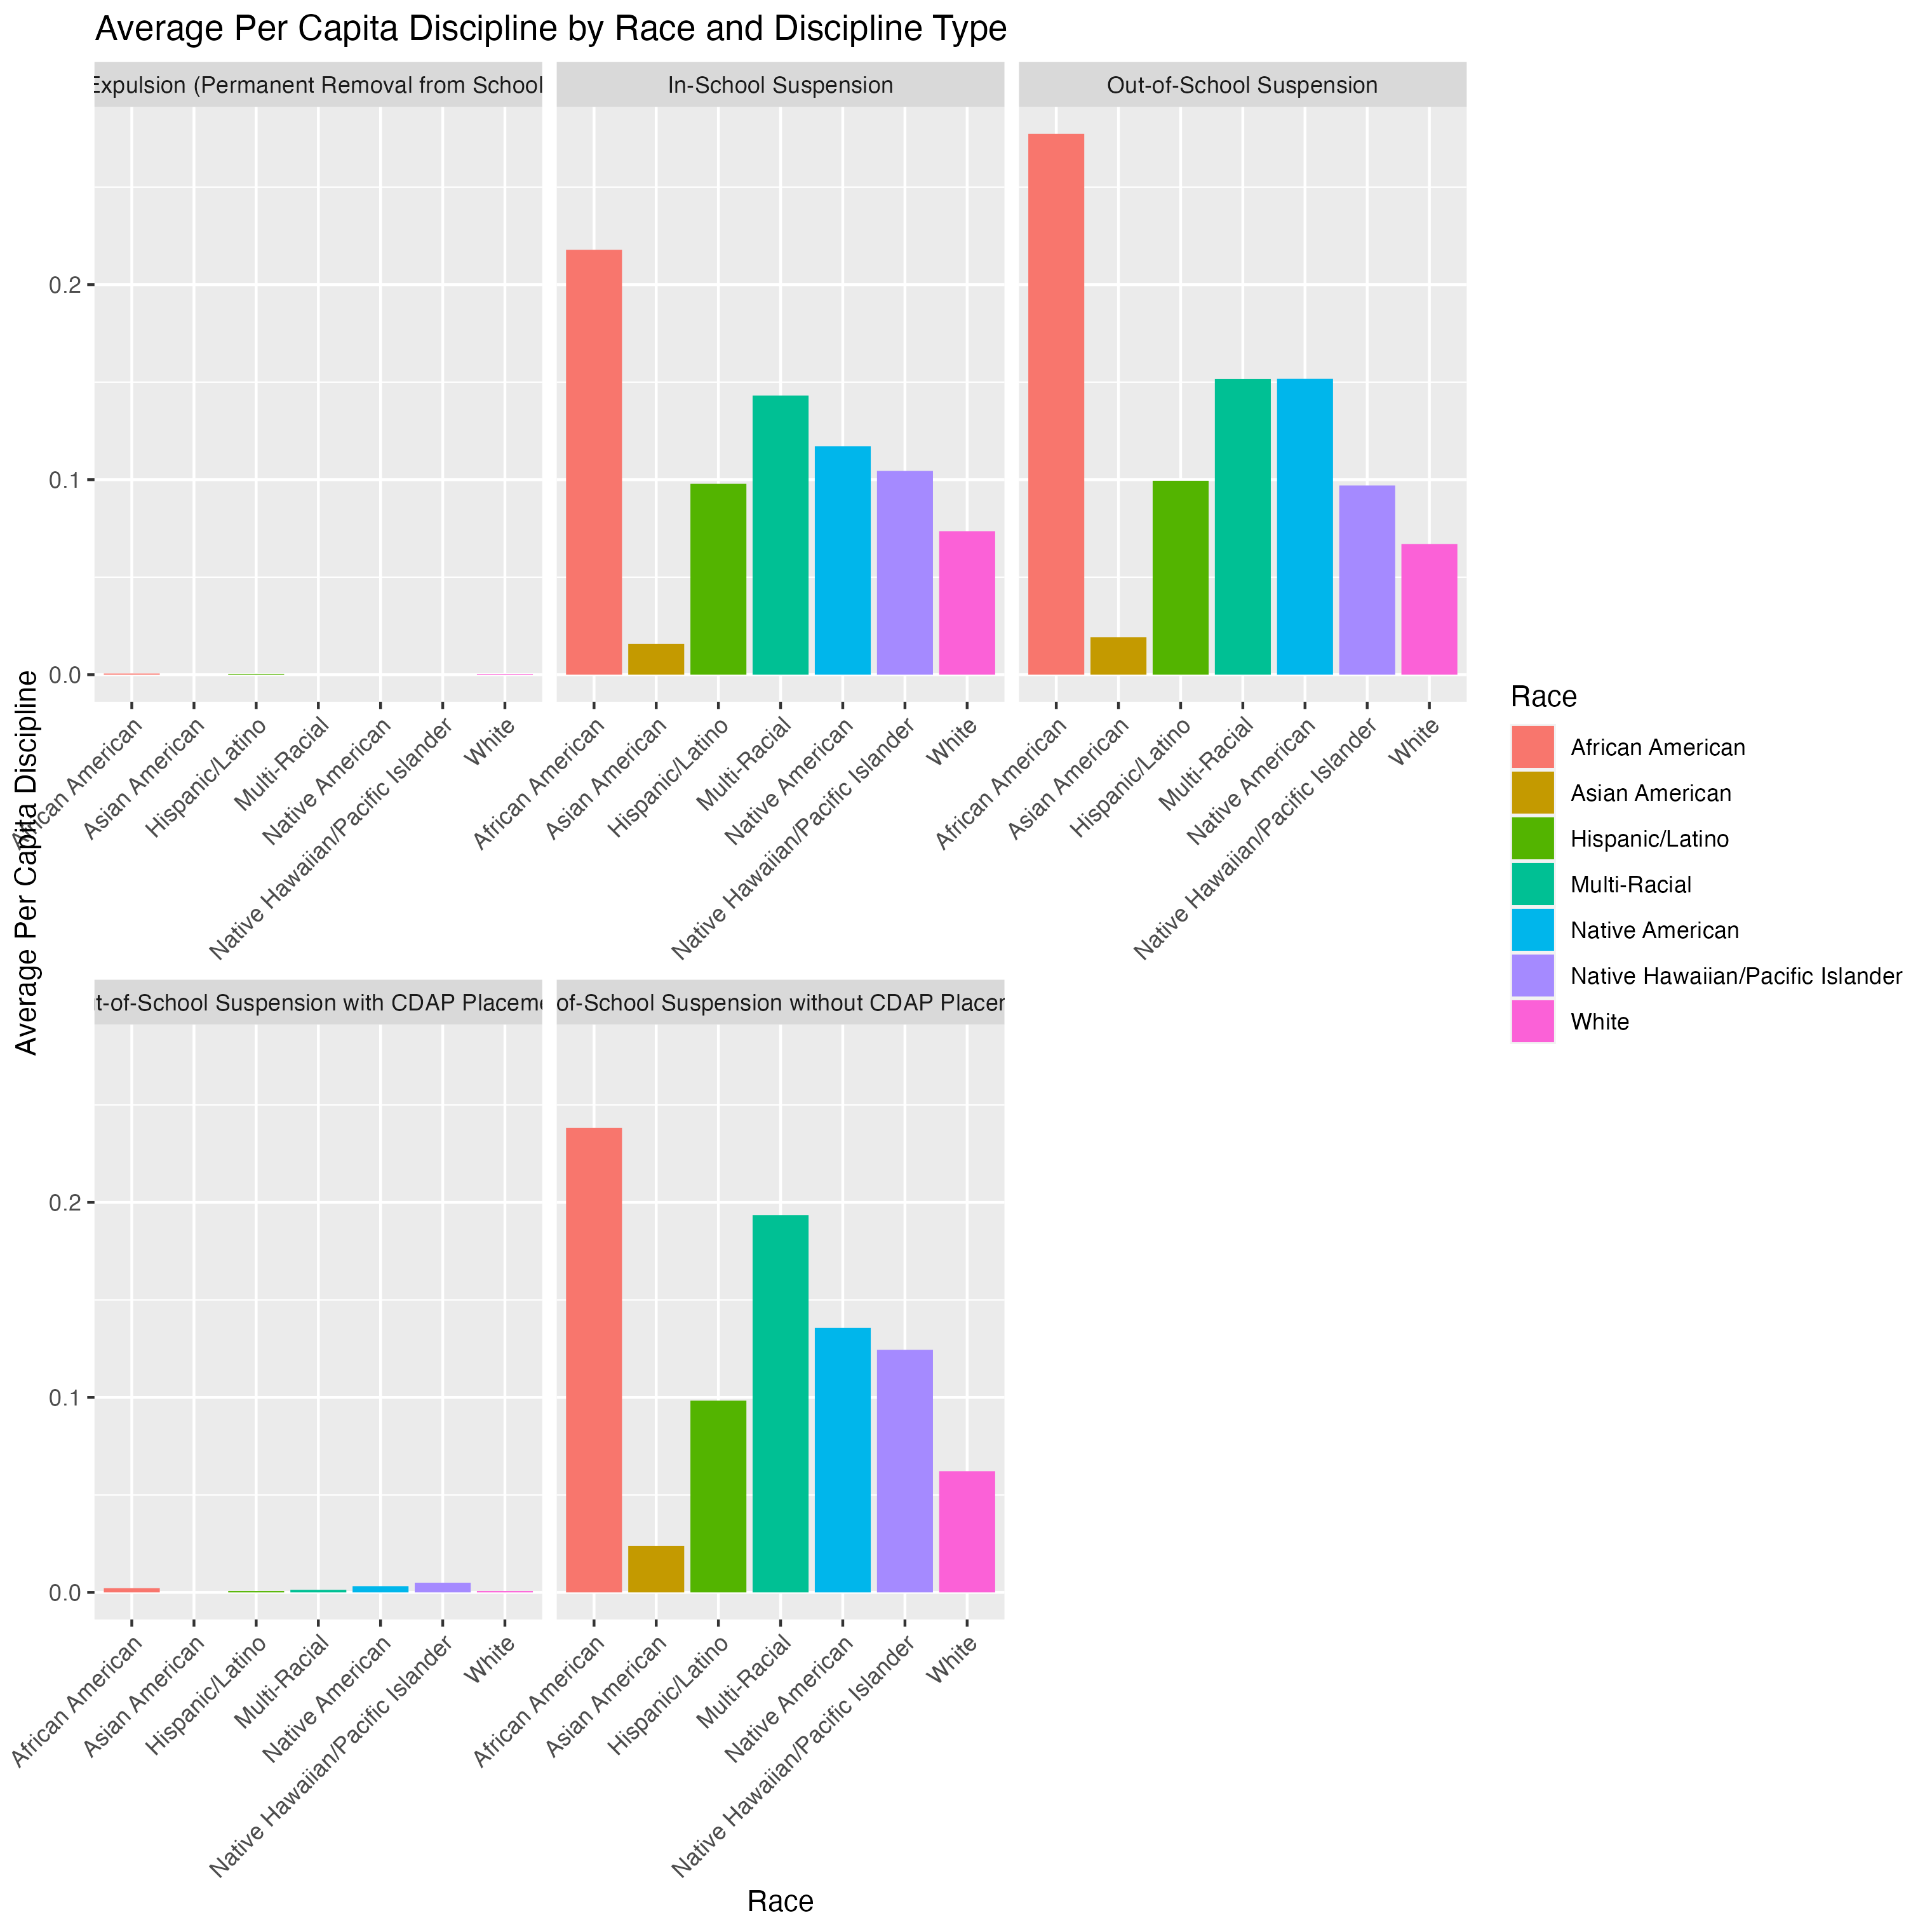 Average Per Capita Discipline by Race and Discipline Type
Expulsion (Permanent Removal from School
In-School Suspension
Out-of-School Suspension
0.2
0.1
0.0
African American
Asian American
Hispanic/Latino
Multi-Racial
Native American
Native Hawaiian/Pacific Islander
White
African American
Asian American
Hispanic/Latino
Multi-Racial
Native American
Native Hawaiian/Pacific Islander
White
African American
Asian American
Hispanic/Latino
Multi-Racial
Native American
Native Hawaiian/Pacific Islander
White
Average Per Capita Discipline
t-of-School Suspension with CDAP Placeme
of-School Suspension without CDAP Placem
0.2
0.1
0.0
African American
Asian American
Hispanic/Latino
Multi-Racial
Native American
Native Hawaiian/Pacific Islander
White
African American
Asian American
Hispanic/Latino
Multi-Racial
Native American
Native Hawaiian/Pacific Islander
White
Race
Race
African American
Asian American
Hispanic/Latino
Multi-Racial
Native American
Native Hawaiian/Pacific Islander
White